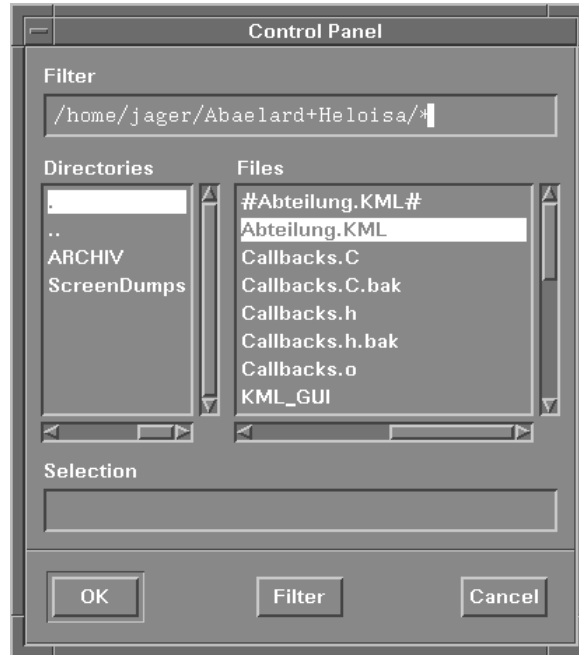 Control Panel
Filter
/home/jager/Abaelard+Heloisa/*
Directories
.
..
ARCHIV
ScreenDumps
Files
#Abteilung.KML#
Abteilung.KML
Callbacks.C
Callbacks.C.bak
Callbacks.h
Callbacks.h.bak
Callbacks.o
KML_GUI
Selection
OK
Filter
Cancel